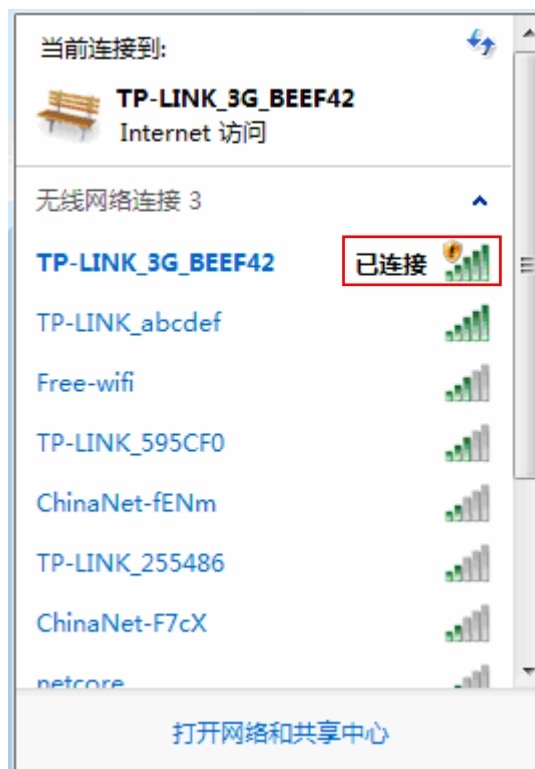 当前连接到:
TP-LINK_3G_BEEF42
Internet 访问
无线网络连接 3
TP-LINK_3G_BEEF42 已连接
TP-LINK_abcdef
Free-wifi
TP-LINK_595CF0
ChinaNet-fENm
TP-LINK_255486
ChinaNet-F7cX
netcore
打开网络和共享中心